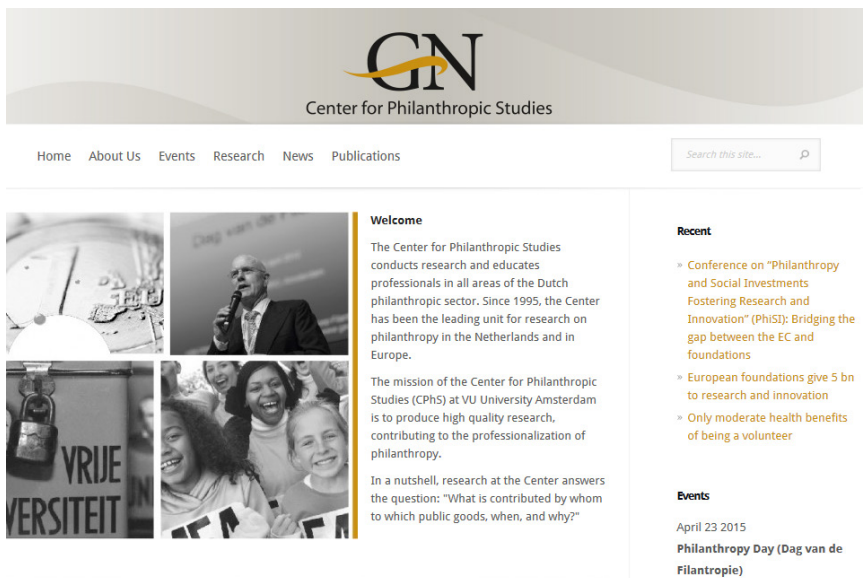 GN
Center for Philanthropic Studies
Home About Us Events Research News Publications
Search this site...
Dag van de
EU
VRIJE
VERSITEIT
Welcome
The Center for Philanthropic Studies
conducts research and educates
professionals in all areas of the Dutch
philanthropic sector. Since 1995, the Center
has been the leading unit for research on
philanthropy in the Netherlands and in
Europe.
The mission of the Center for Philanthropic
Studies (CPhS) at VU University Amsterdam
is to produce high quality research,
contributing to the professionalization of
philanthropy.
In a nutshell, research at the Center answers
the question: "What is contributed by whom
to which public goods, when, and why?"
Recent
» Conference on “Philanthropy
and Social Investments
Fostering Research and
Innovation” (PhiSI): Bridging the
gap between the EC and
foundations
» European foundations give 5 bn
to research and innovation
» Only moderate health benefits
of being a volunteer
Events
April 23 2015
Philanthropy Day (Dag van de
Filantropie)